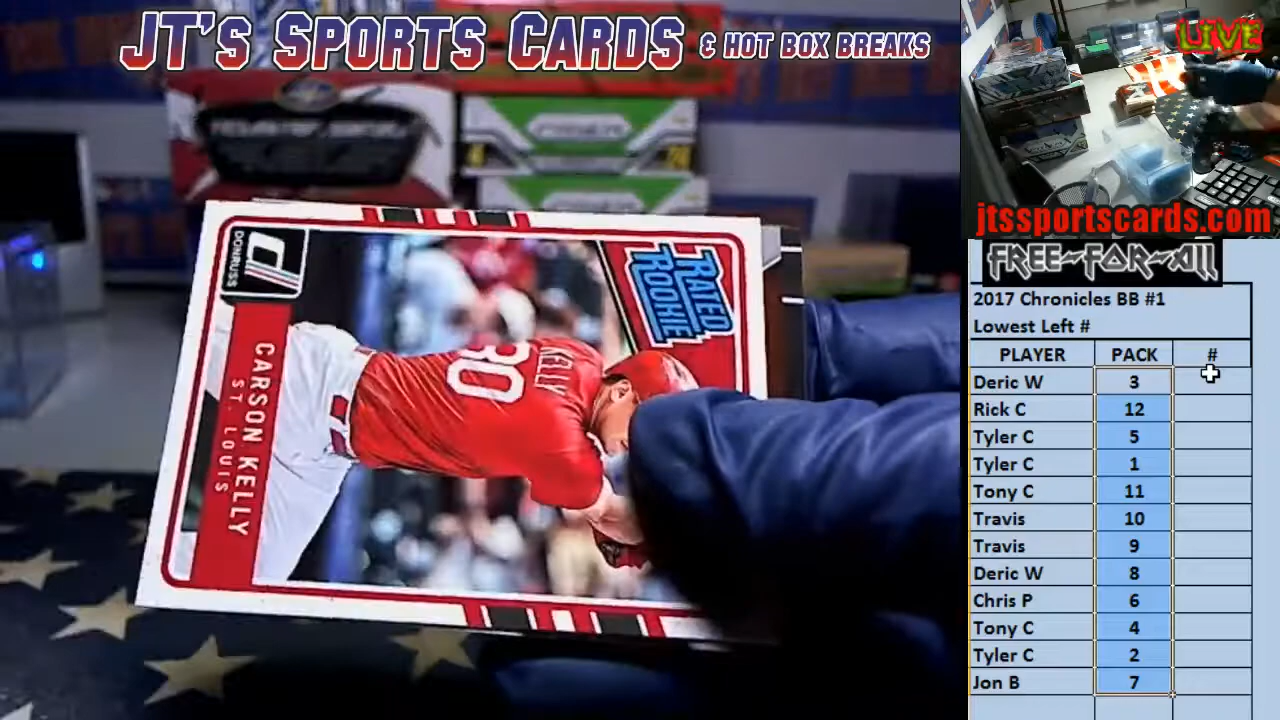 JT's SPORTS CARDS & HOT BOX BREAKS
LIVE
jtssportscards.com
FREE-FOR-ALL
2017 Chronicles BB #1
Lowest Left #
PLAYER PACK #
Deric W 3
Rick C 12
Tyler C 5
Tyler C 1
Tony C 11
Travis 10
Travis 9
Deric W 8
Chris P 6
Tony C 4
Tyler C 2
Jon B 7
DONRUSS
RATED
ROOKIE
KELLY
30
CARSON KELLY
ST. LOUIS